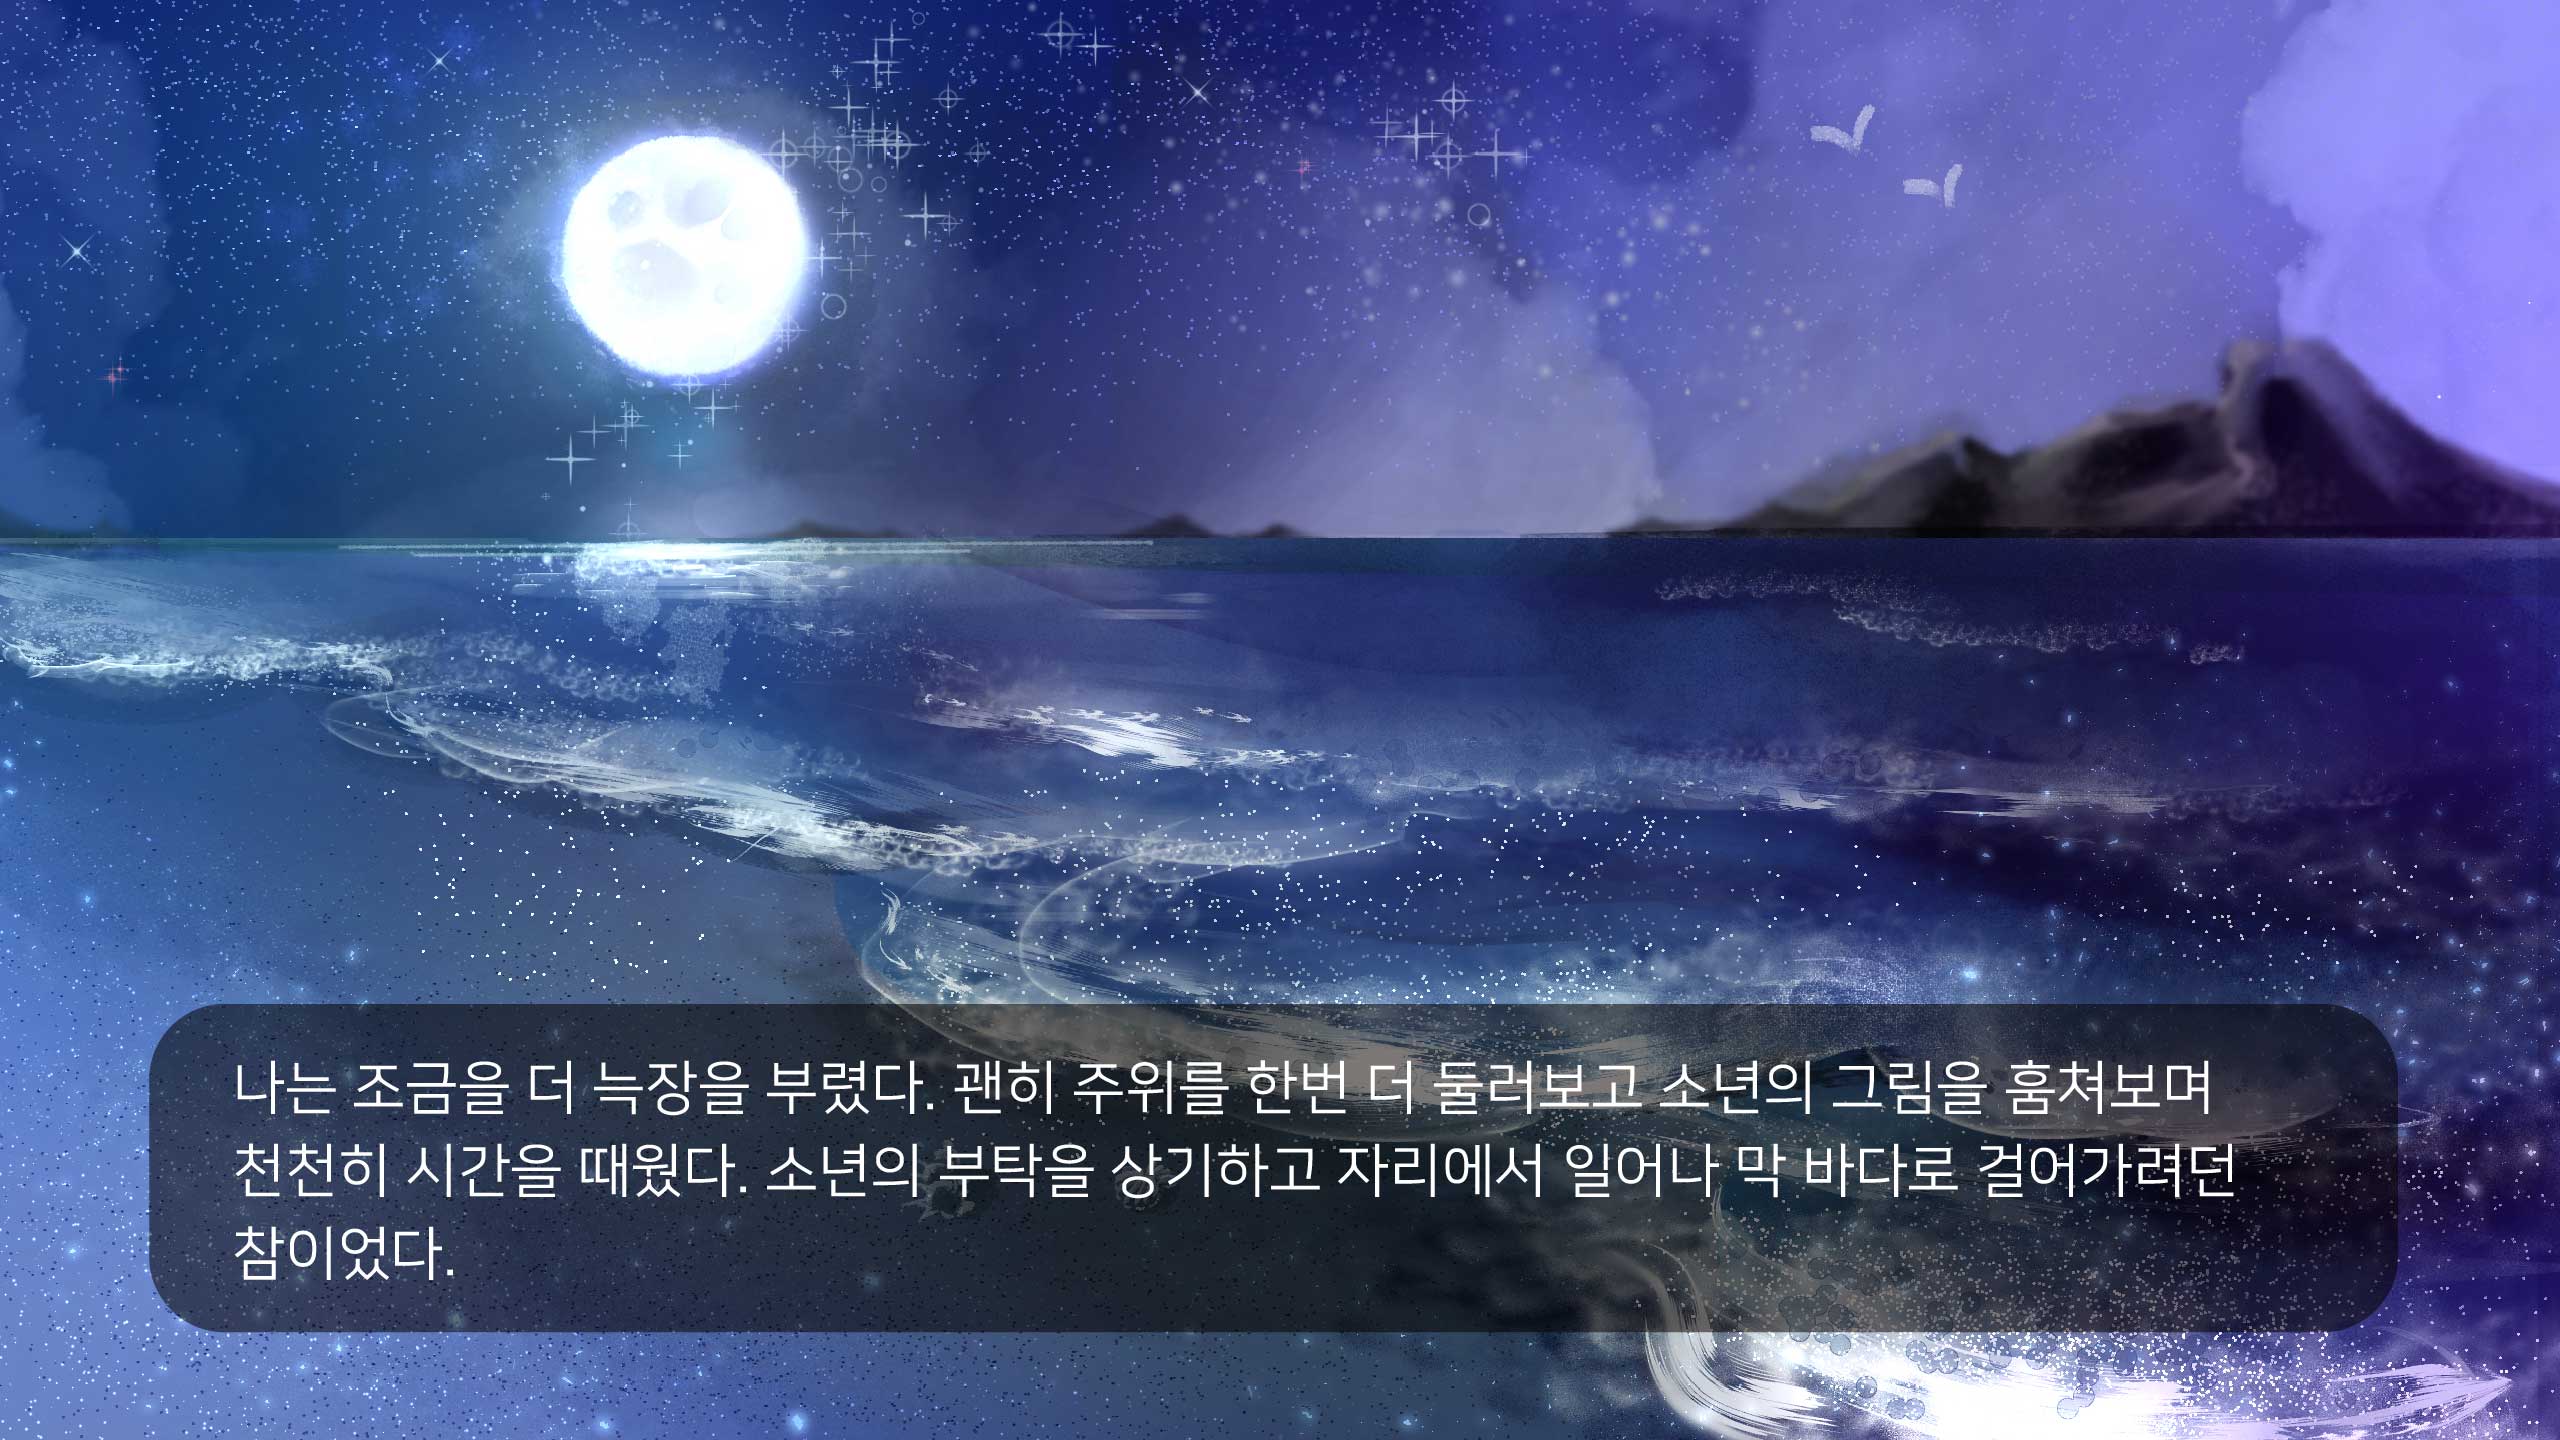 나는 조금을 더 늑장을 부렸다. 괜히 주위를 한번 더 둘러보고 소년의 그림을 훔쳐보며
천천히 시간을 때웠다. 소년의 부탁을 상기하고 자리에서 일어나 막 바다로 걸어가려던
참이었다.